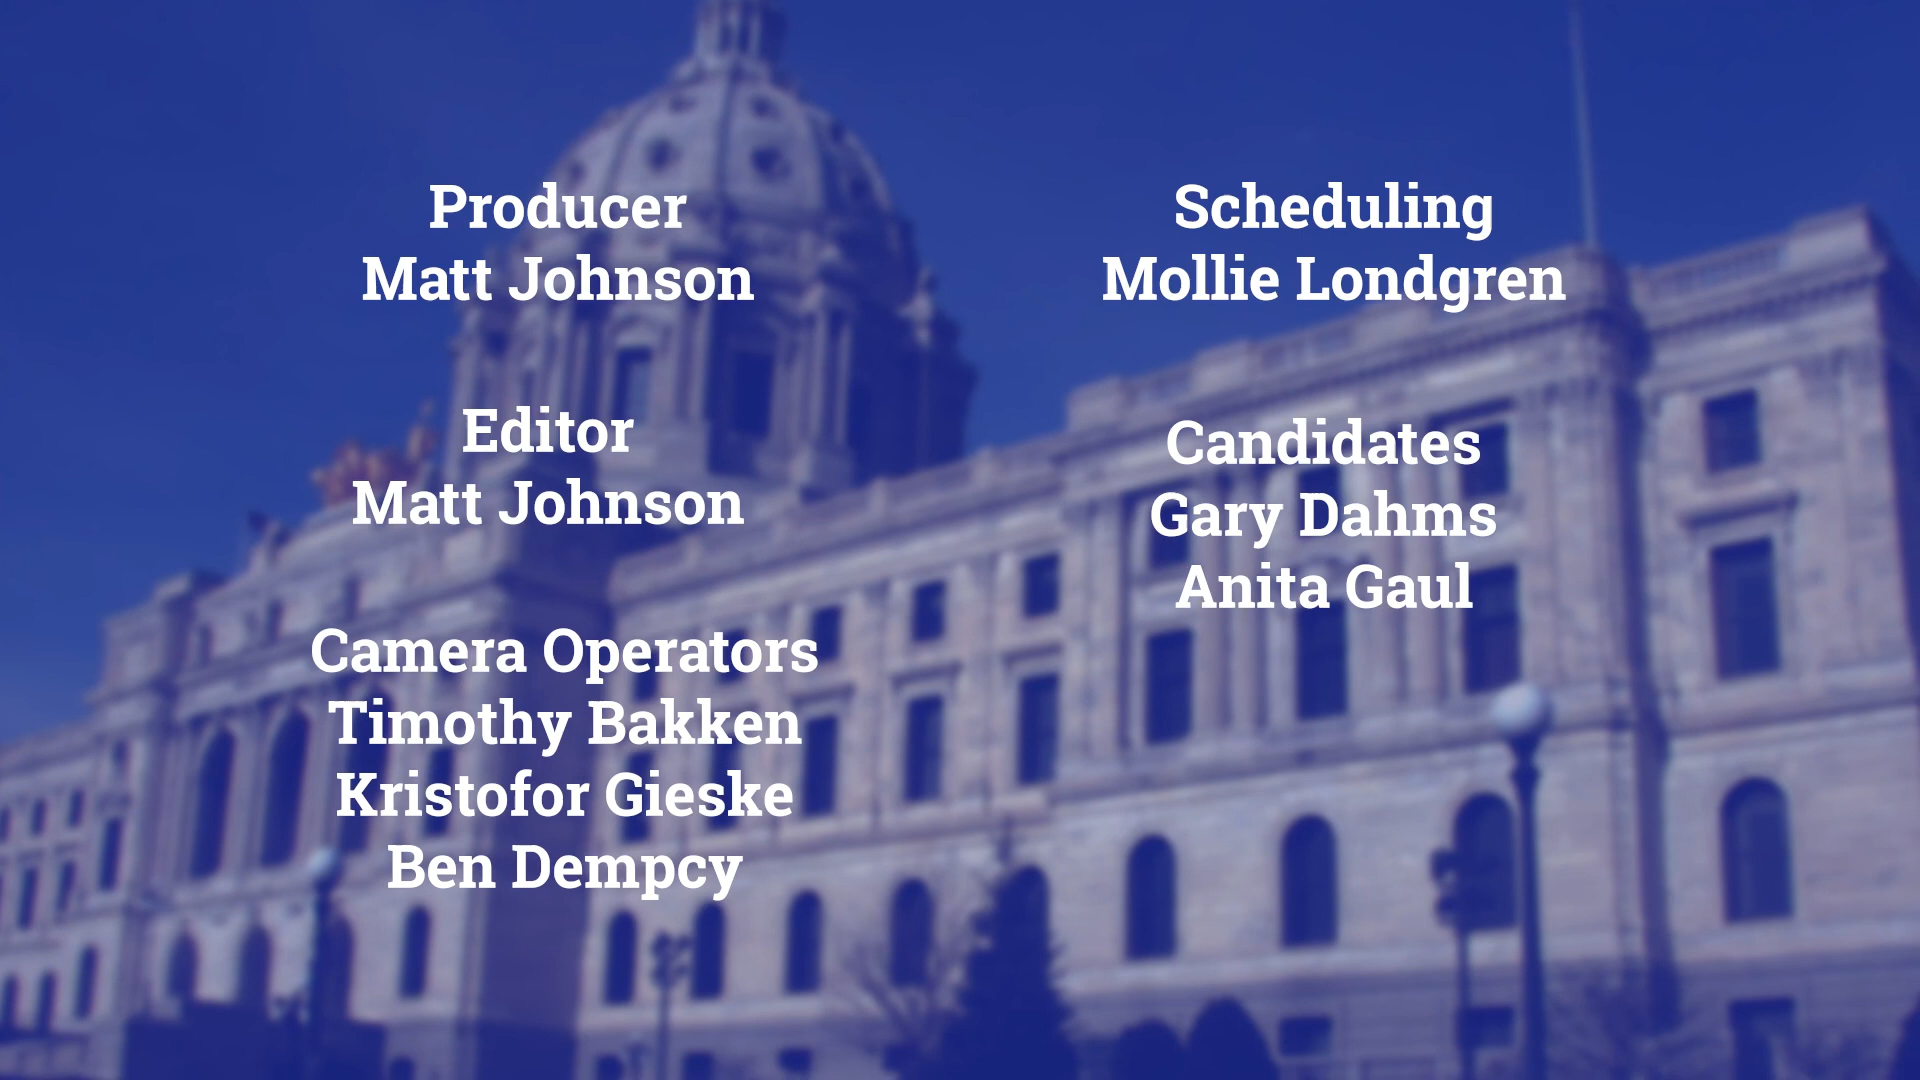 Producer
Matt Johnson
Editor
Matt Johnson
Camera Operators
Timothy Bakken
Kristofor Gieske
Ben Dempcy
Scheduling
Mollie Londgren
Candidates
Gary Dahms
Anita Gaul